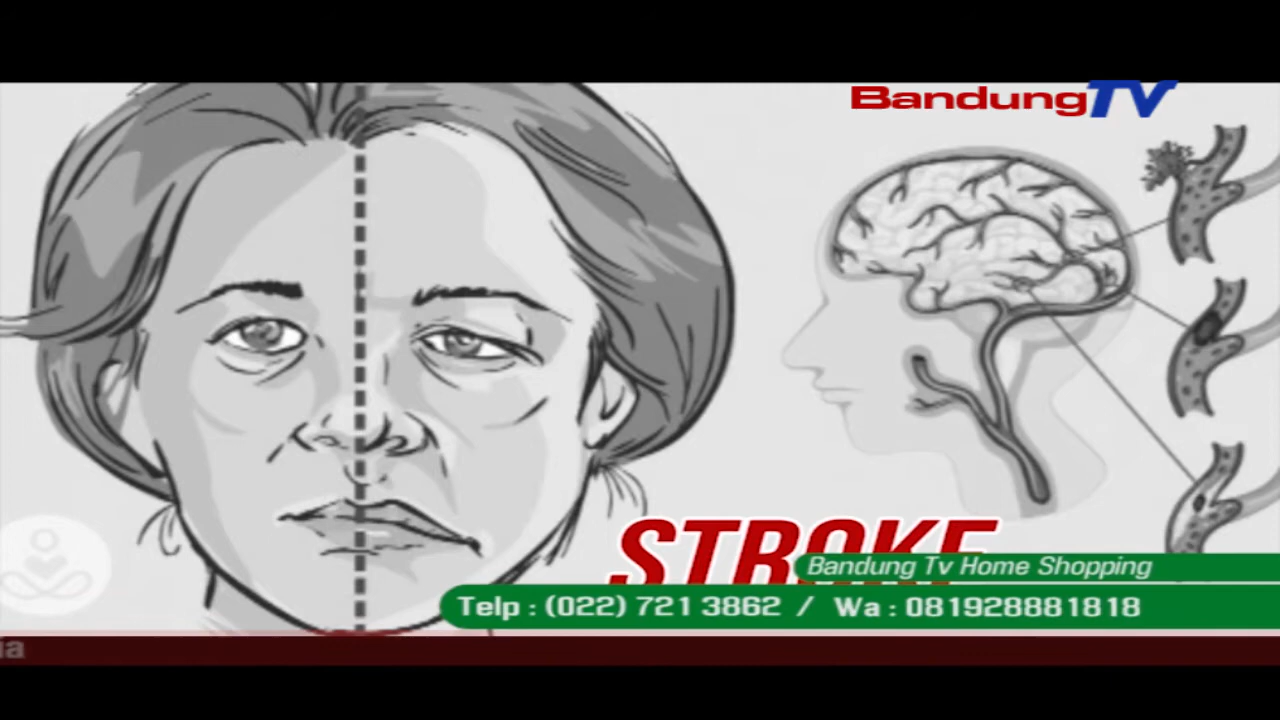 BandungTV
STROKE
Bandung Tv Home Shopping
Telp : (022) 721 3862 / Wa : 081928881818